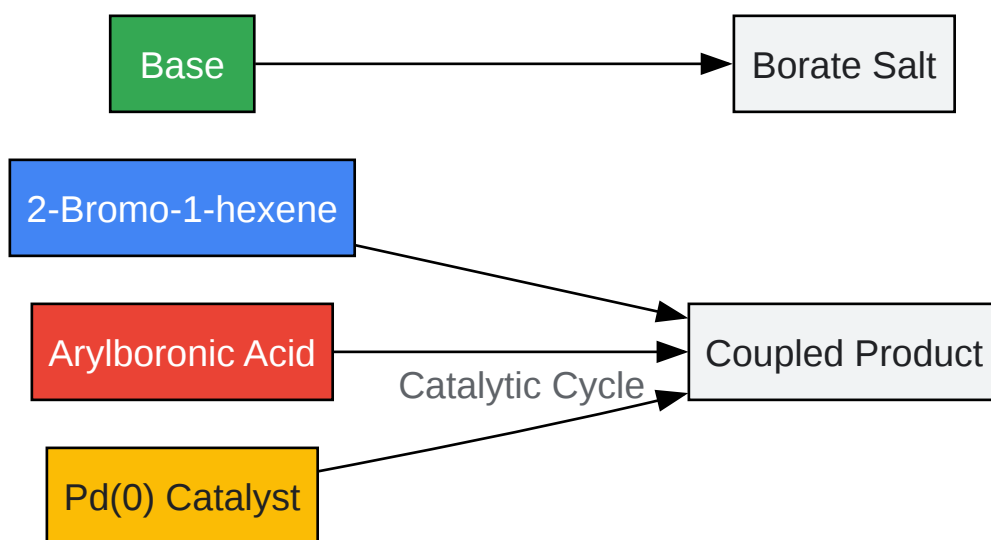 Base
Borate Salt
2-Bromo-1-hexene
Arylboronic Acid
Coupled Product
Catalytic Cycle
Pd(0) Catalyst